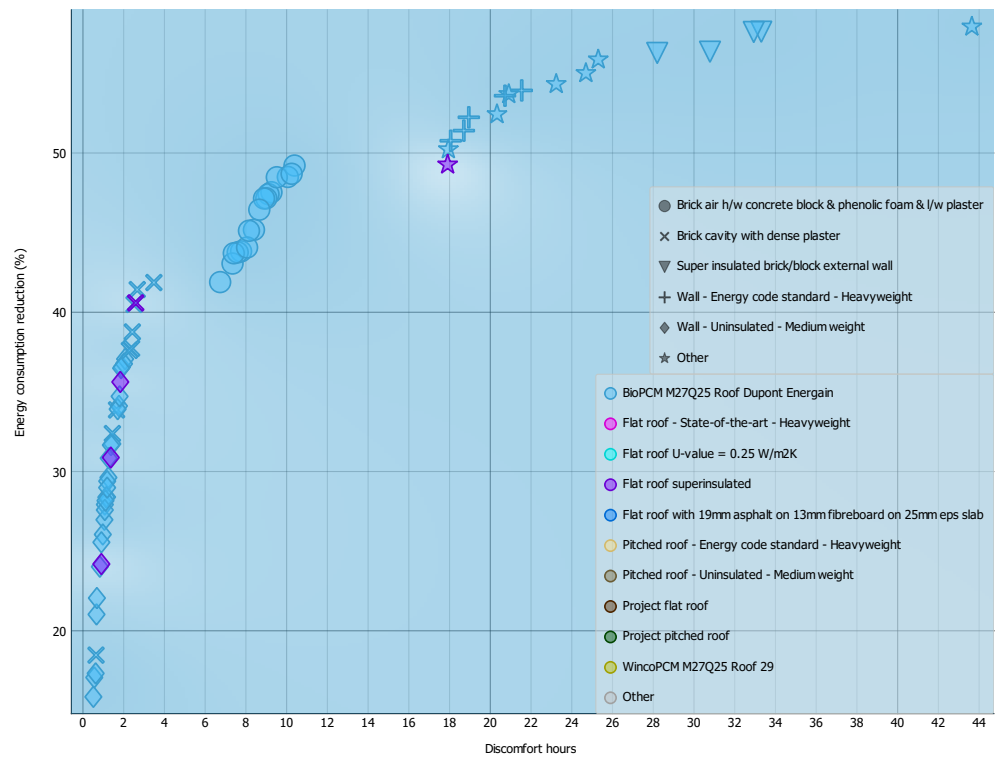 50
40
30
20
Energy consumption reduction (%)
Brick air h/w concrete block & phenolic foam & l/w plaster
Brick cavity with dense plaster
Super insulated brick/block external wall
Wall - Energy code standard - Heavyweight
Wall - Uninsulated - Medium weight
Other
BioPCM M27Q25 Roof Dupont Energain
Flat roof - State-of-the-art - Heavyweight
Flat roof U-value = 0.25 W/m2K
Flat roof superinsulated
Flat roof with 19mm asphalt on 13mm fibreboard on 25mm eps slab
Pitched roof - Energy code standard - Heavyweight
Pitched roof - Uninsulated - Medium weight
Project flat roof
Project pitched roof
WincoPCM M27Q25 Roof 29
Other
0 2 4 6 8 10 12 14 16 18 20 22 24 26 28 30 32 34 36 38 40 42 44
Discomfort hours